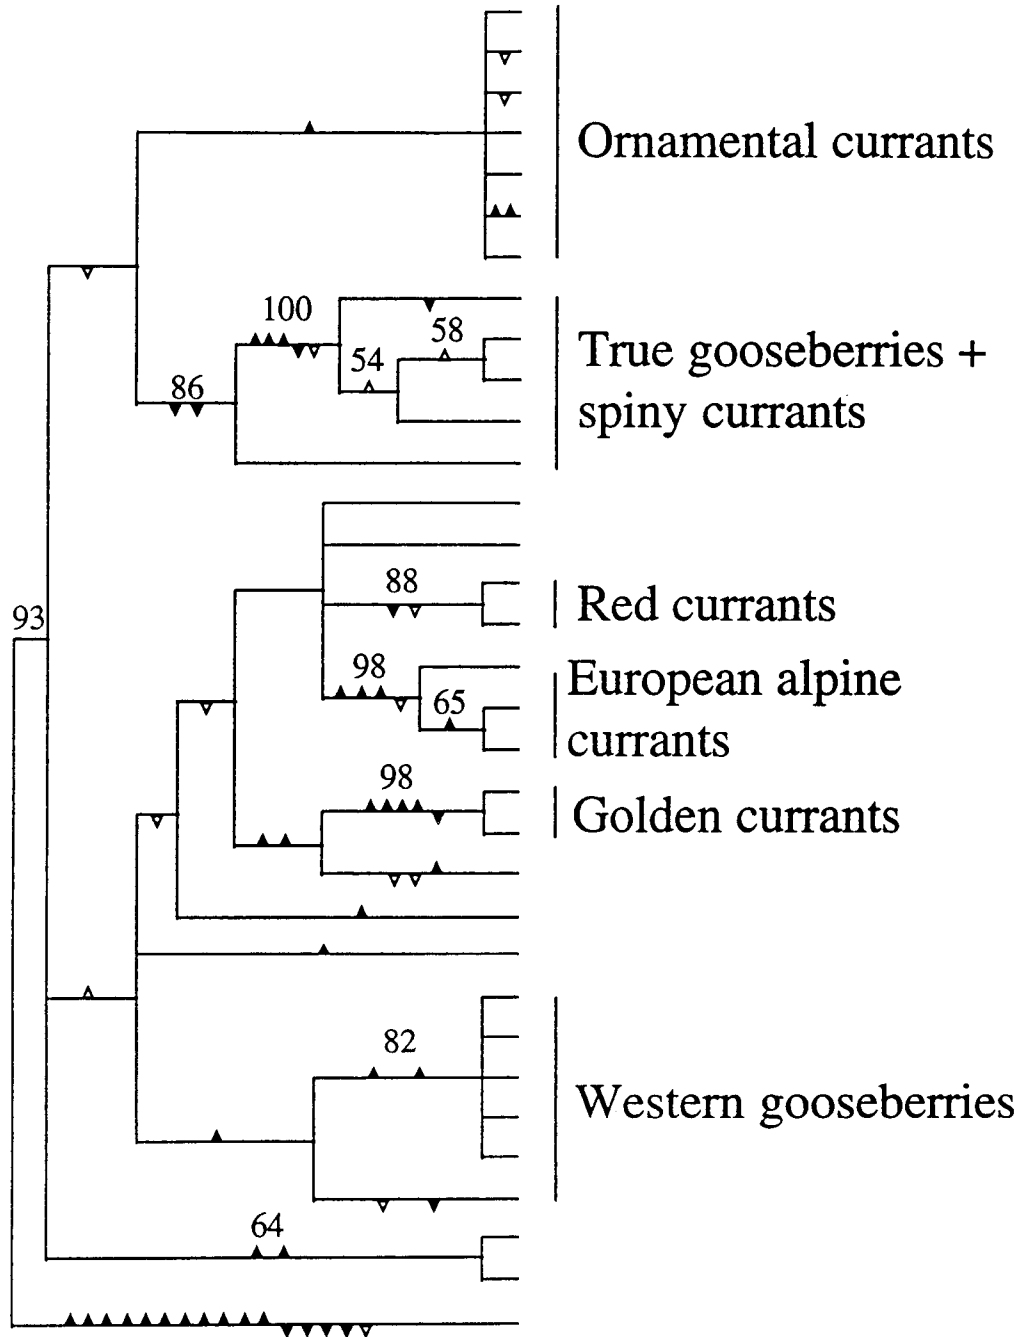 Ornamental currants
100
58
True gooseberries +
54
86
spiny currants
88
Red currants
93
98
European alpine
65
currants
98
Golden currants
82
Western gooseberries
64